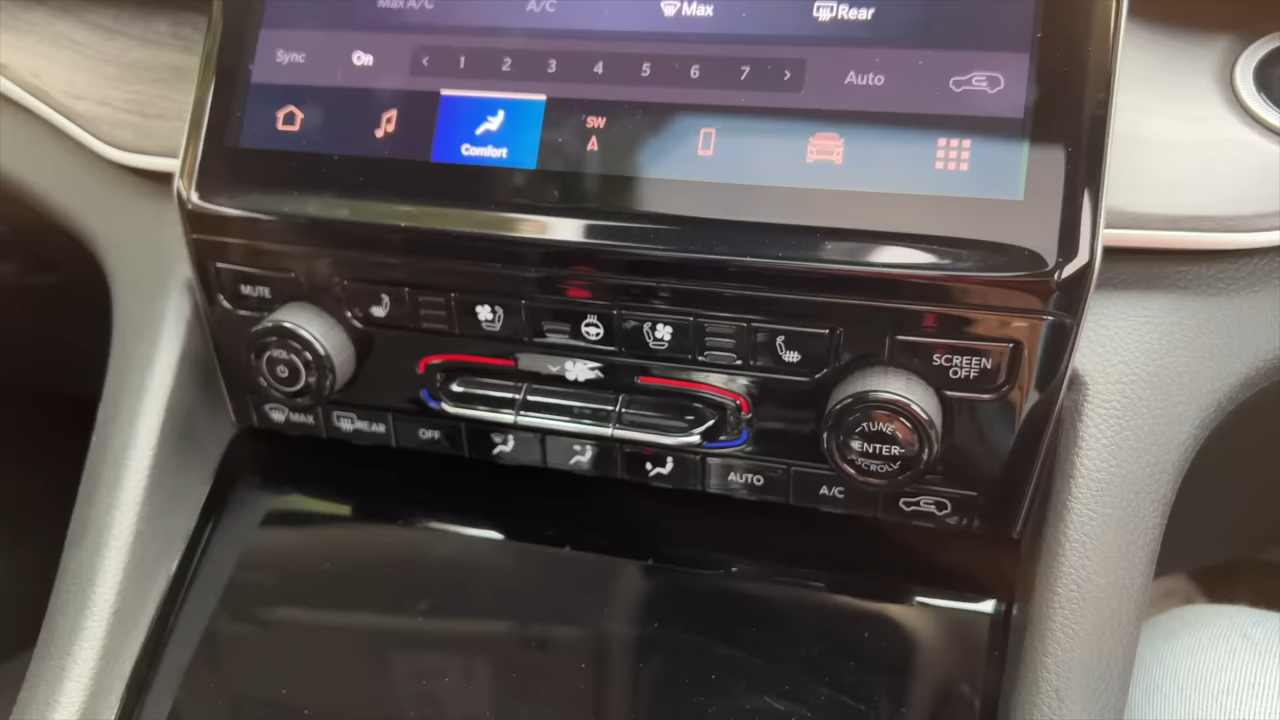 Max A/C A/C Max Rear
Sync On < 1 2 3 4 5 6 7 > Auto
Comfort
SW
MUTE
VOL
SCREEN
OFF
TUNE
ENTER
SCROLL
MAX REAR OFF AUTO A/C